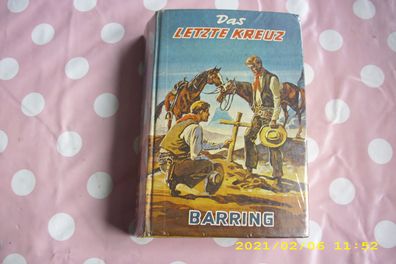 Das
LETZTE KREUZ
BARRING
2021/02/06 11:52